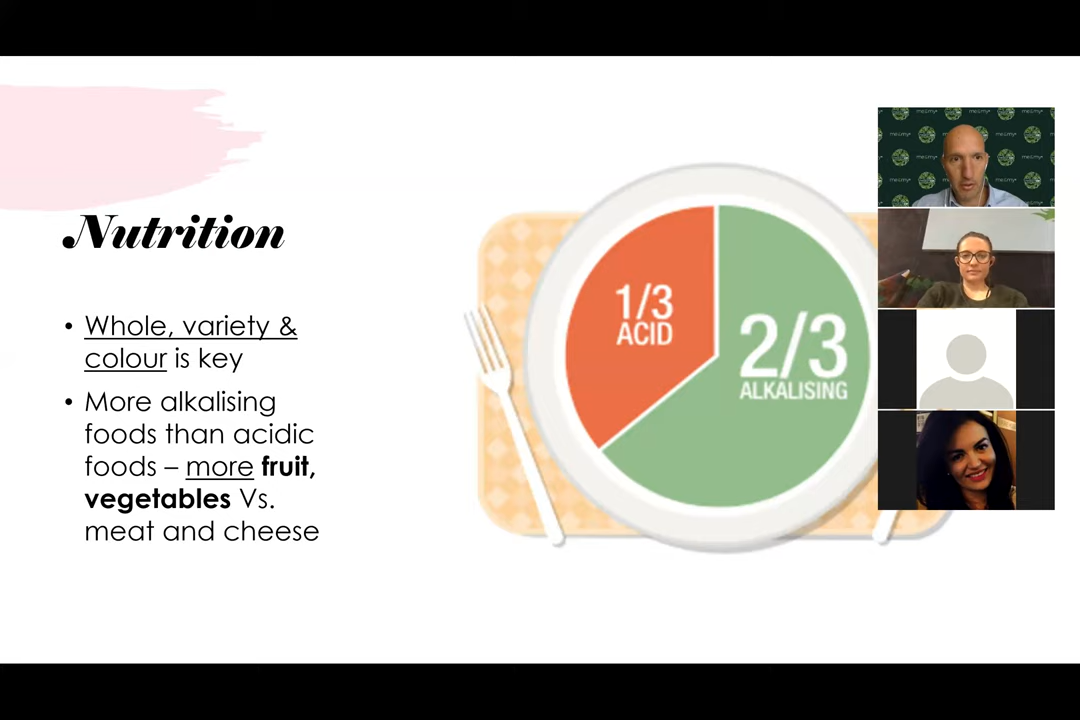 Nutrition
• Whole, variety &
colour is key
• More alkalising
foods than acidic
foods – more fruit,
vegetables Vs.
meat and cheese
1/3
ACID
2/3
ALKALISING